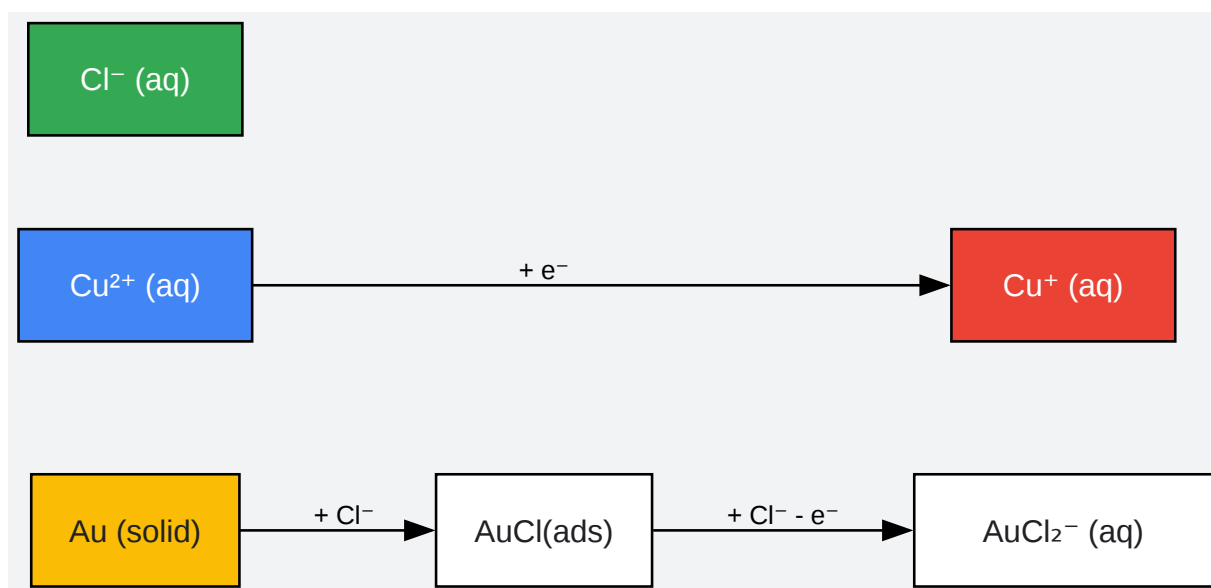 Cl⁻ (aq)
Cu²⁺ (aq)
+ e⁻
Cu⁺ (aq)
Au (solid)
+ Cl⁻
AuCl(ads)
+ Cl⁻ - e⁻
AuCl₂⁻ (aq)